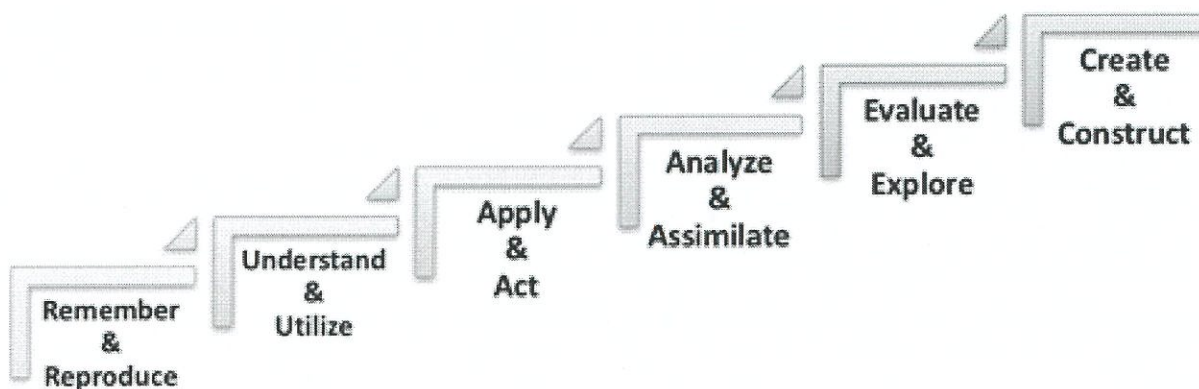 Remember
&
Reproduce
Understand
&
Utilize
Apply
&
Act
Analyze
&
Assimilate
Evaluate
&
Explore
Create
&
Construct